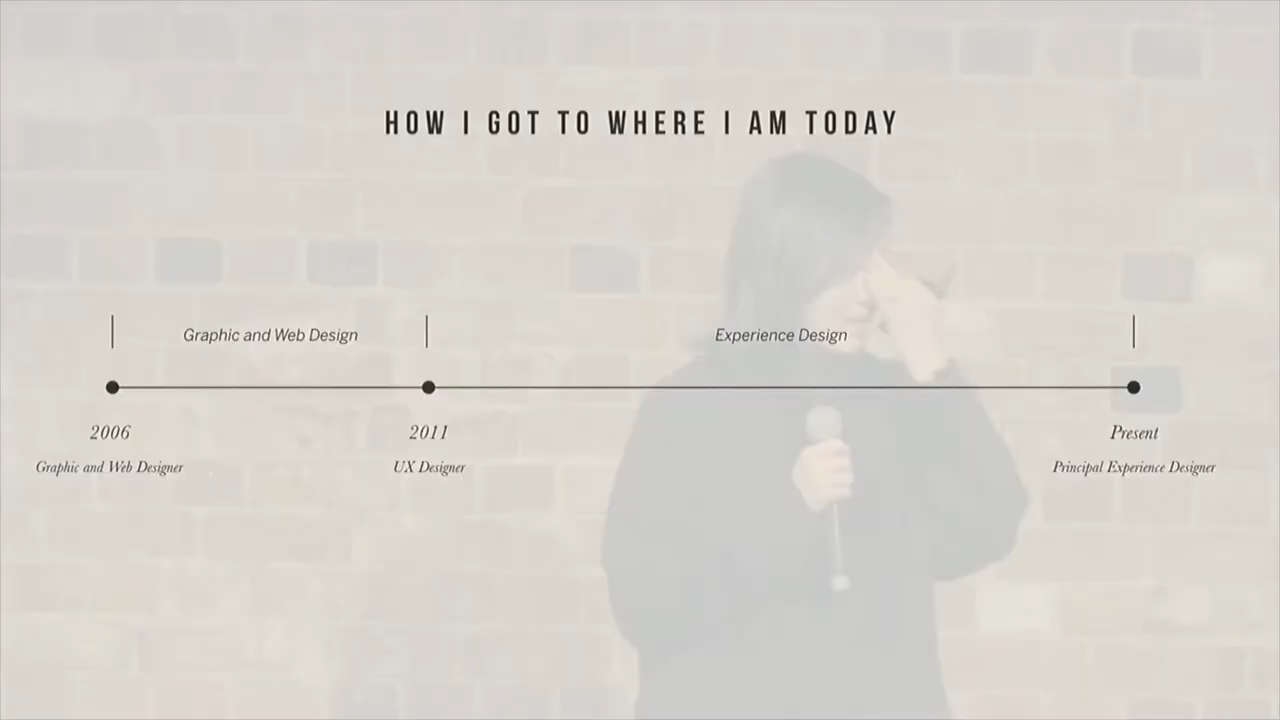 HOW I GOT TO WHERE I AM TODAY
Graphic and Web Design
Experience Design
2006
2011
Present
Graphic and Web Designer
UX Designer
Principal Experience Designer